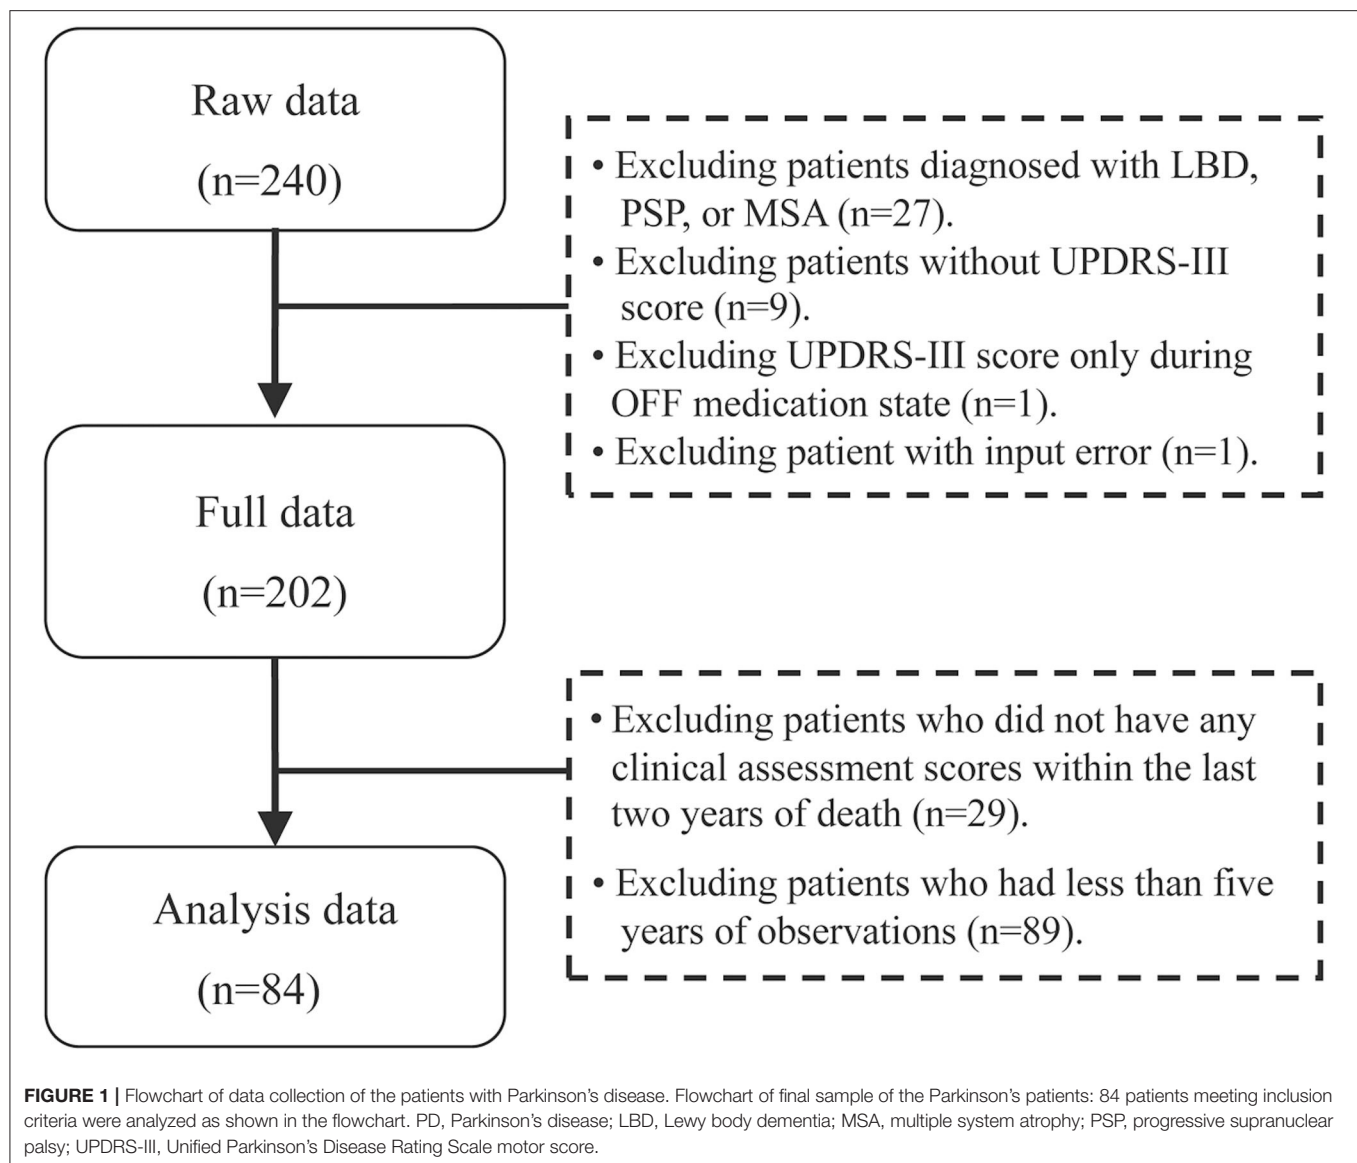 Raw data
(n=240)
• Excluding patients diagnosed with LBD,
PSP, or MSA (n=27).
• Excluding patients without UPDRS-III
score (n=9).
• Excluding UPDRS-III score only during
OFF medication state (n=1).
• Excluding patient with input error (n=1).
Full data
(n=202)
• Excluding patients who did not have any
clinical assessment scores within the last
two years of death (n=29).
• Excluding patients who had less than five
years of observations (n=89).
Analysis data
(n=84)
FIGURE 1 | Flowchart of data collection of the patients with Parkinson's disease. Flowchart of final sample of the Parkinson's patients: 84 patients meeting inclusion
criteria were analyzed as shown in the flowchart. PD, Parkinson's disease; LBD, Lewy body dementia; MSA, multiple system atrophy; PSP, progressive supranuclear
palsy; UPDRS-III, Unified Parkinson's Disease Rating Scale motor score.